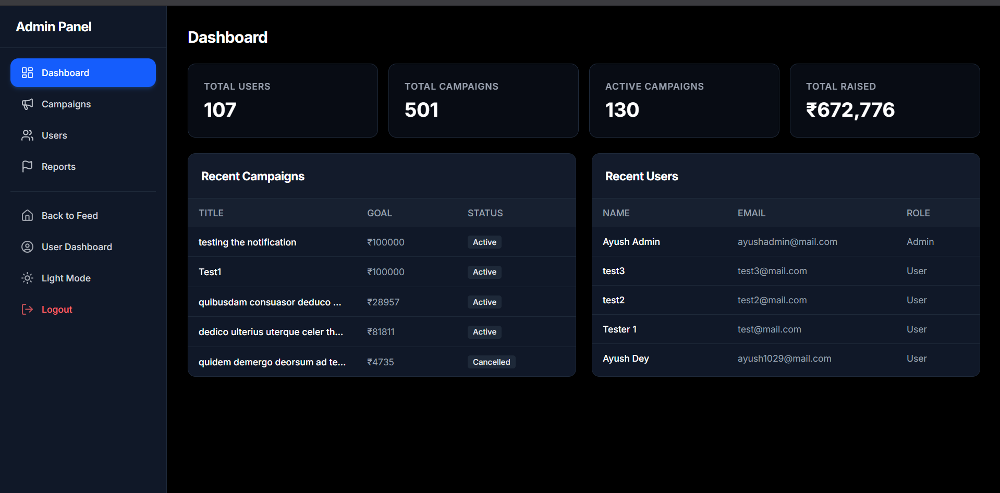 Admin Panel
Dashboard
Campaigns
Users
Reports
Back to Feed
User Dashboard
Light Mode
Logout
Dashboard
TOTAL USERS
107
TOTAL CAMPAIGNS
501
ACTIVE CAMPAIGNS
130
TOTAL RAISED
₹672,776
Recent Campaigns
TITLE GOAL STATUS
testing the notification ₹100000 Active
Test1 ₹100000 Active
quibusdam consuasor deduco ... ₹28957 Active
dedico ulterius uterque celer th... ₹81811 Active
quidem demergo deorsum ad te... ₹4735 Cancelled
Recent Users
NAME EMAIL ROLE
Ayush Admin ayushadmin@mail.com Admin
test3 test3@mail.com User
test2 test2@mail.com User
Tester 1 test@mail.com User
Ayush Dey ayush1029@mail.com User